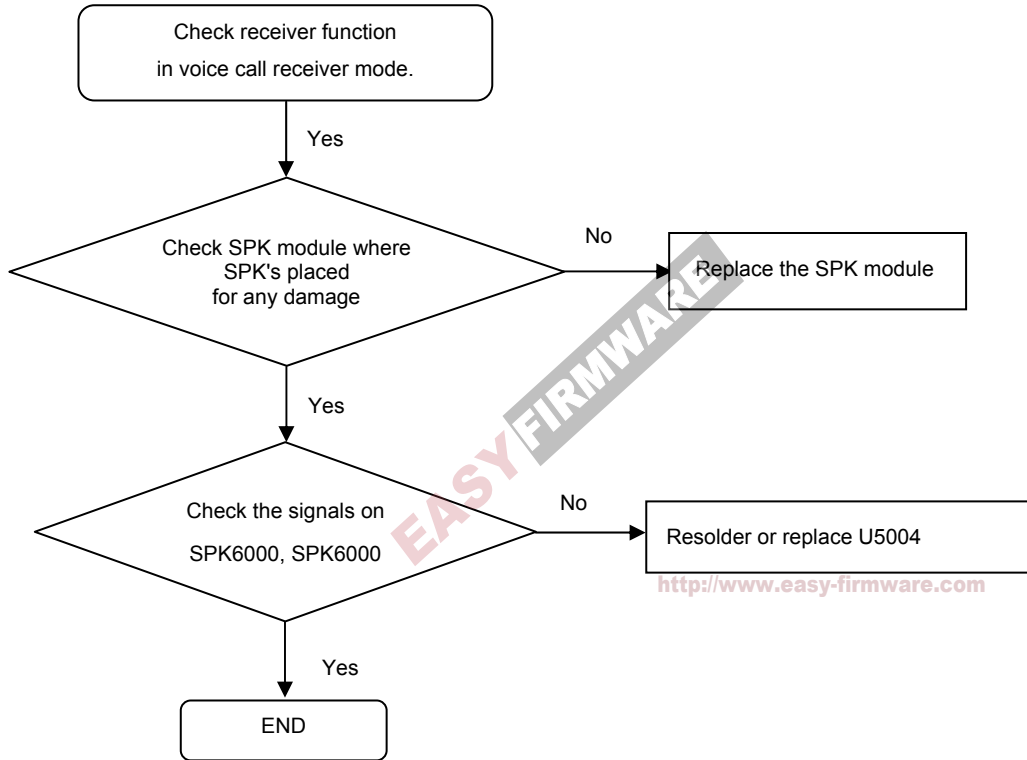 Check receiver function
in voice call receiver mode.
Yes
Check SPK module where
SPK's placed
for any damage
No
Replace the SPK module
Yes
Check the signals on
SPK6000, SPK6000
No
Resolder or replace U5004
Yes
END
EASY FIRMWARE
http://www.easy-firmware.com